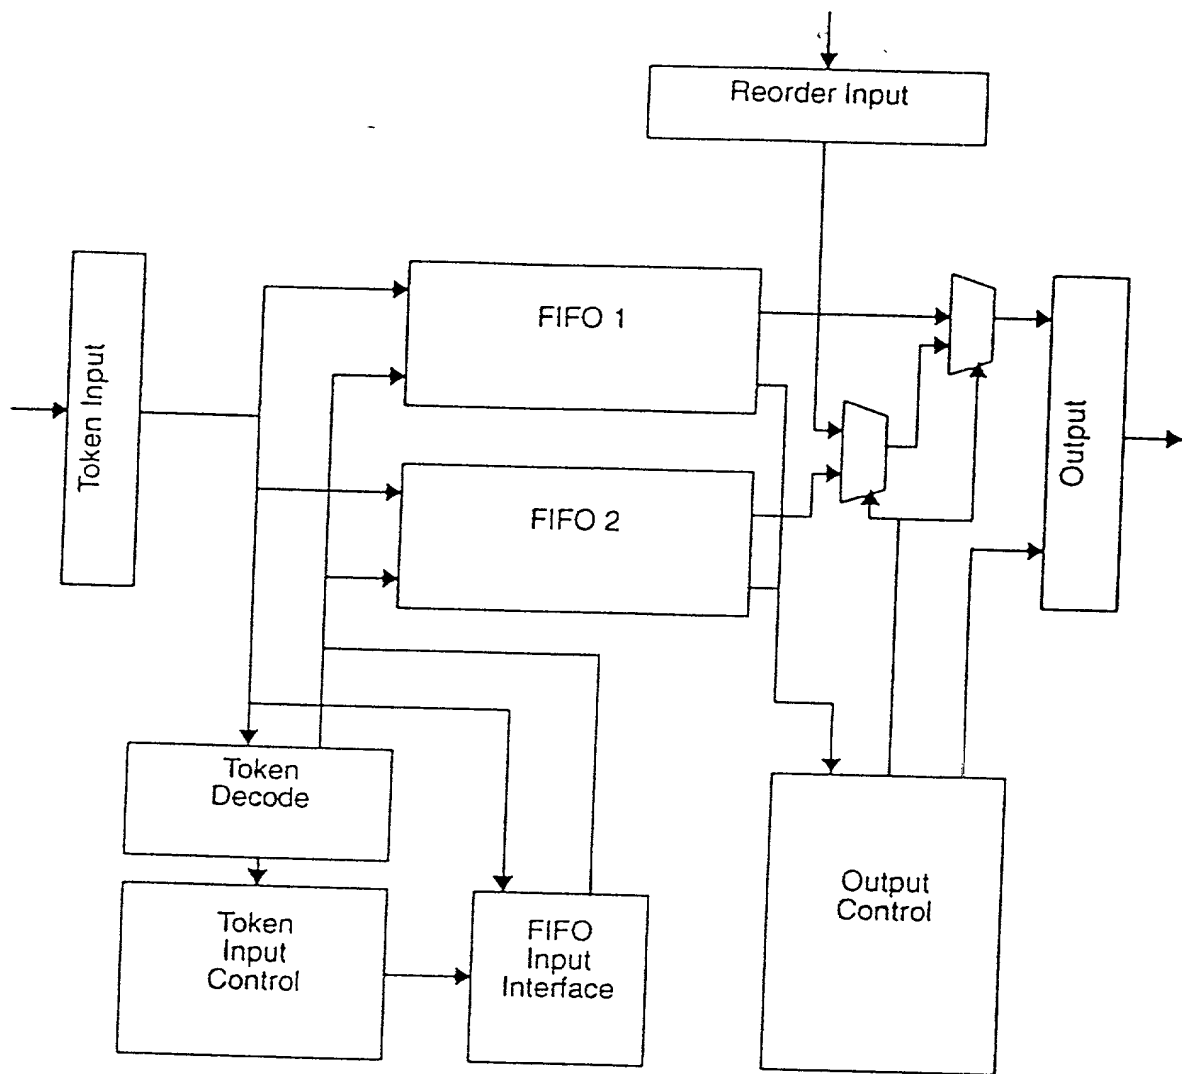 Reorder Input
Token Input
FIFO 1
FIFO 2
Output
Token
Decode
Token
Input
Control
FIFO
Input
Interface
Output
Control